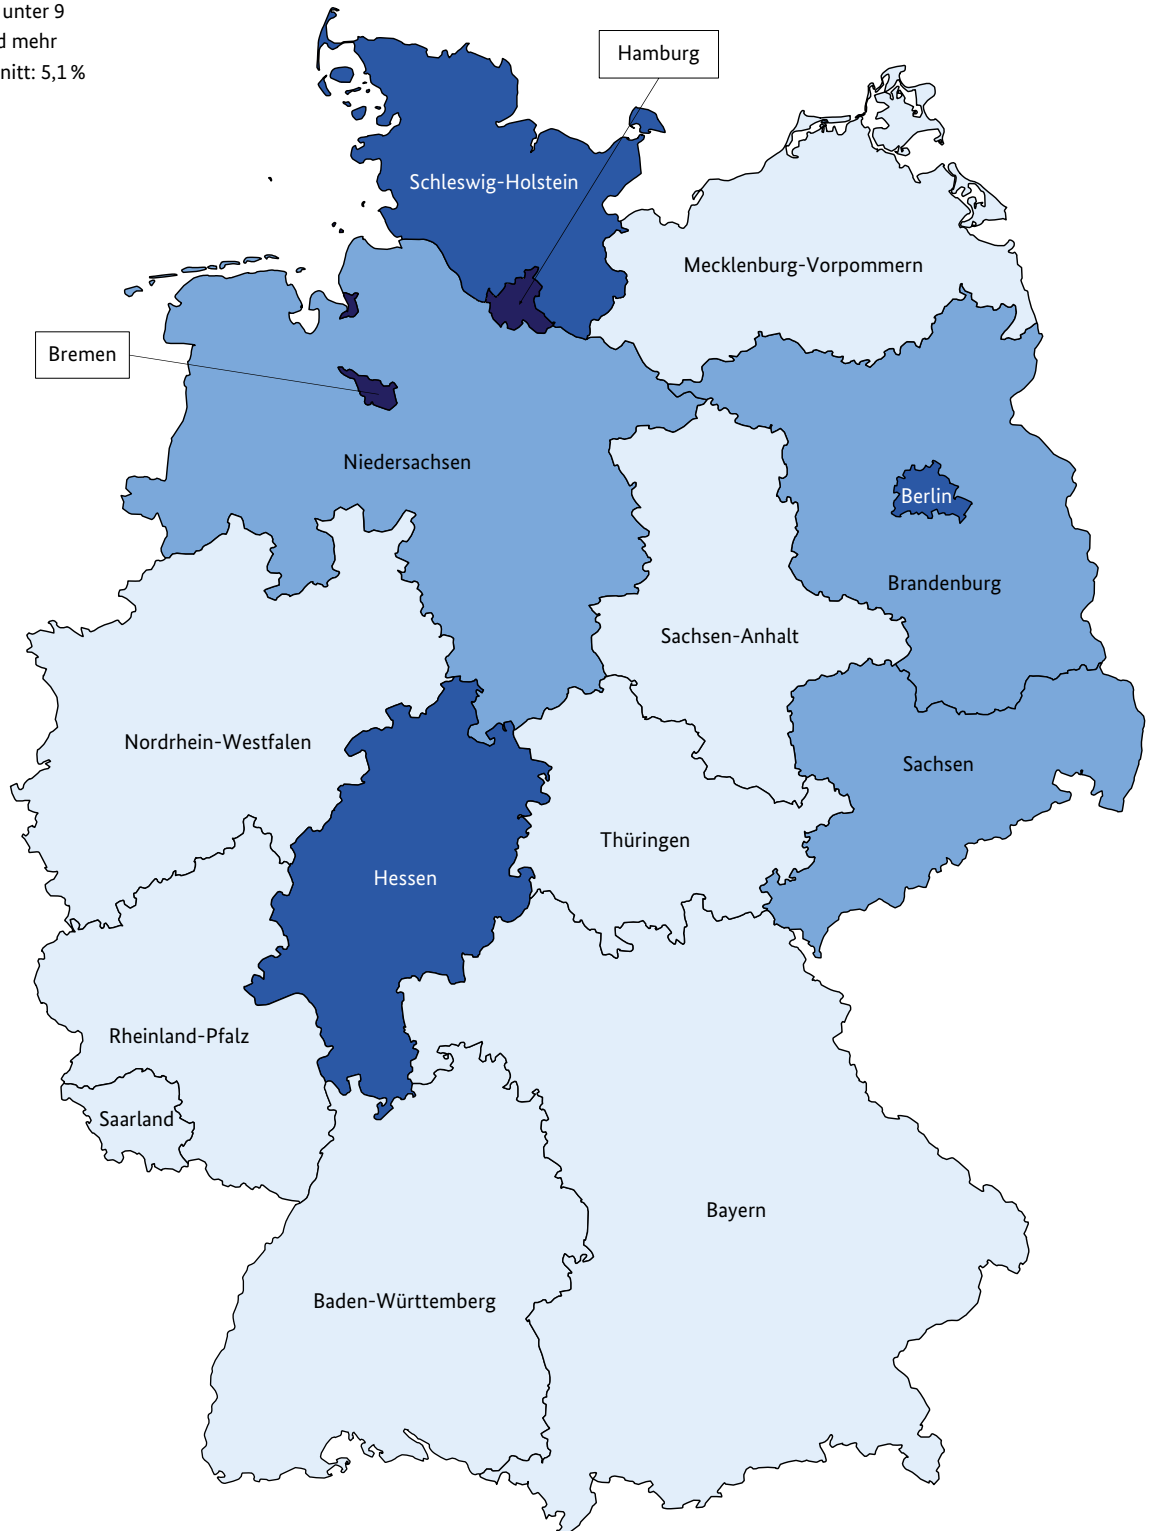 unter 9
d mehr
nitt: 5,1 %
Hamburg
Schleswig-Holstein
Mecklenburg-Vorpommern
Bremen
Niedersachsen
Berlin
Brandenburg
Sachsen-Anhalt
Nordrhein-Westfalen
Sachsen
Thüringen
Hessen
Rheinland-Pfalz
Saarland
Bayern
Baden-Württemberg